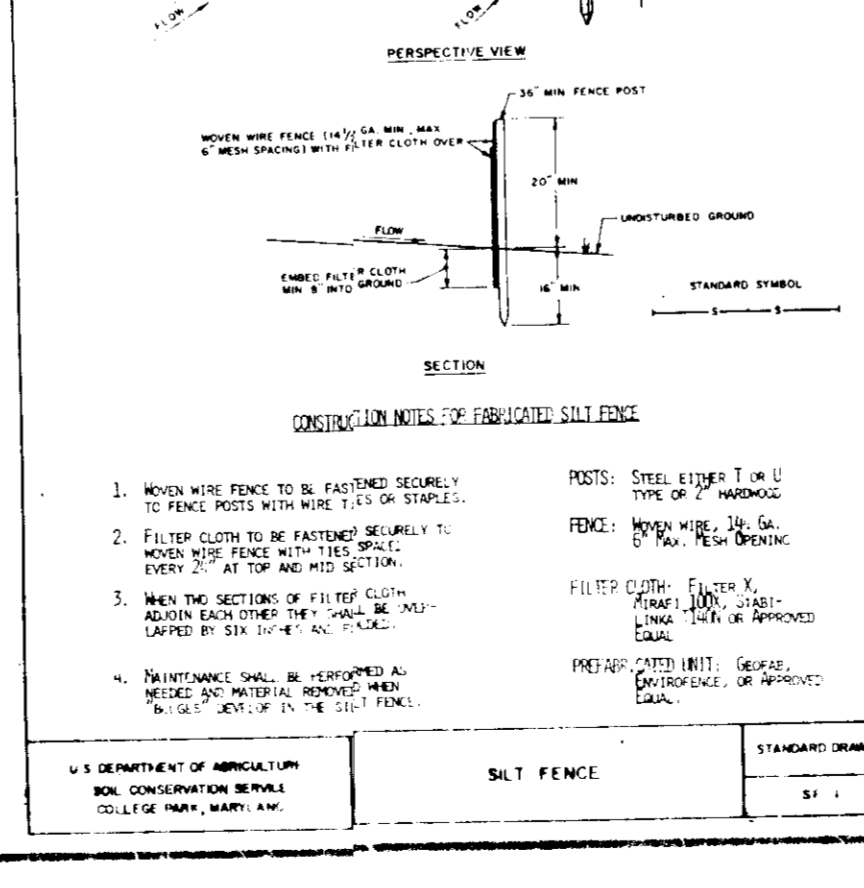 FLOW
FLOW
PERSPECTIVE VIEW
36" MIN FENCE POST
WOVEN WIRE FENCE (14 1/2 GA. MIN, MAX
6" MESH SPACING) WITH FILTER CLOTH OVER
20" MIN
UNDISTURBED GROUND
FLOW
EMBED FILTER CLOTH
MIN 8" INTO GROUND
16" MIN
STANDARD SYMBOL
S S
SECTION
CONSTRUCTION NOTES FOR FABRICATED SILT FENCE
1. WOVEN WIRE FENCE TO BE FASTENED SECURELY
TO FENCE POSTS WITH WIRE TIES OR STAPLES.
2. FILTER CLOTH TO BE FASTENED SECURELY TO
WOVEN WIRE FENCE WITH TIES SPACED
EVERY 24" AT TOP AND MID SECTION.
3. WHEN TWO SECTIONS OF FILTER CLOTH
ADJOIN EACH OTHER THEY SHALL BE OVER-
LAPPED BY SIX INCHES AND FOLDED.
4. MAINTENANCE SHALL BE PERFORMED AS
NEEDED AND MATERIAL REMOVED WHEN
"BULGES" DEVELOP IN THE SILT FENCE.
POSTS: STEEL EITHER T OR U
TYPE OR 2" HARDWOOD
FENCE: WOVEN WIRE, 14 GA.
6" MAX. MESH OPENING
FILTER CLOTH: FILTER X,
MIRAFI 100X, STABI-
LINKA T140N OR APPROVED
EQUAL
PREFABRICATED UNIT: GEOFAB,
ENVIROFENCE, OR APPROVED
EQUAL.
U S DEPARTMENT OF AGRICULTURE
SOIL CONSERVATION SERVICE
COLLEGE PARK, MARYLAND
SILT FENCE
STANDARD DRAW
SF